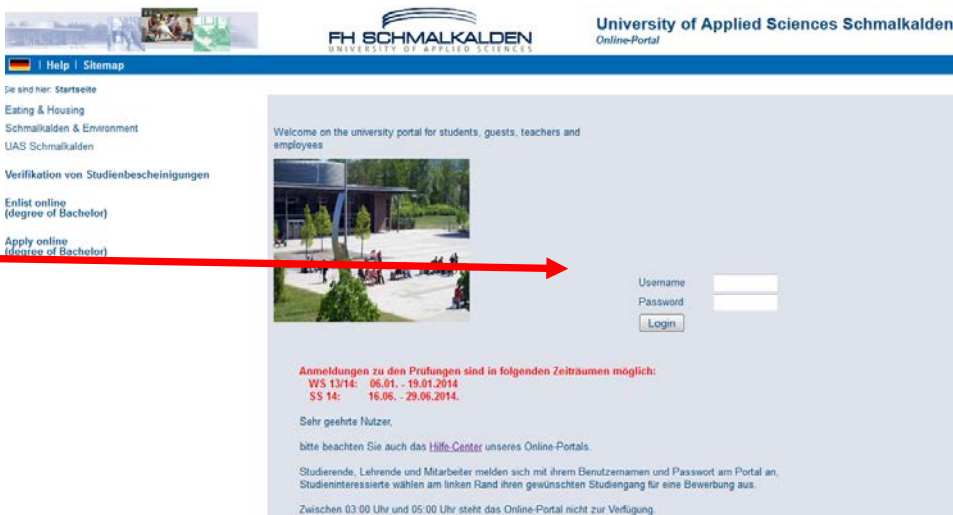 FH SCHMALKALDEN
UNIVERSITY OF APPLIED SCIENCES
University of Applied Sciences Schmalkalden
Online-Portal
| Help | Sitemap
Sie sind hier: Startseite
Eating & Housing
Schmalkalden & Environment
UAS Schmalkalden
Verifikation von Studienbescheinigungen
Enlist online
(degree of Bachelor)
Apply online
(degree of Bachelor)
Welcome on the university portal for students, guests, teachers and
employees
Username
Password
Login
Anmeldungen zu den Prüfungen sind in folgenden Zeiträumen möglich:
WS 13/14: 06.01. - 19.01.2014
SS 14: 16.06. - 29.06.2014.
Sehr geehrte Nutzer,
bitte beachten Sie auch das Hilfe-Center unseres Online-Portals.
Studierende, Lehrende und Mitarbeiter melden sich mit ihrem Benutzernamen und Passwort am Portal an,
Studieninteressierte wählen am linken Rand ihren gewünschten Studiengang für eine Bewerbung aus.
Zwischen 03:00 Uhr und 05:00 Uhr steht das Online-Portal nicht zur Verfügung.